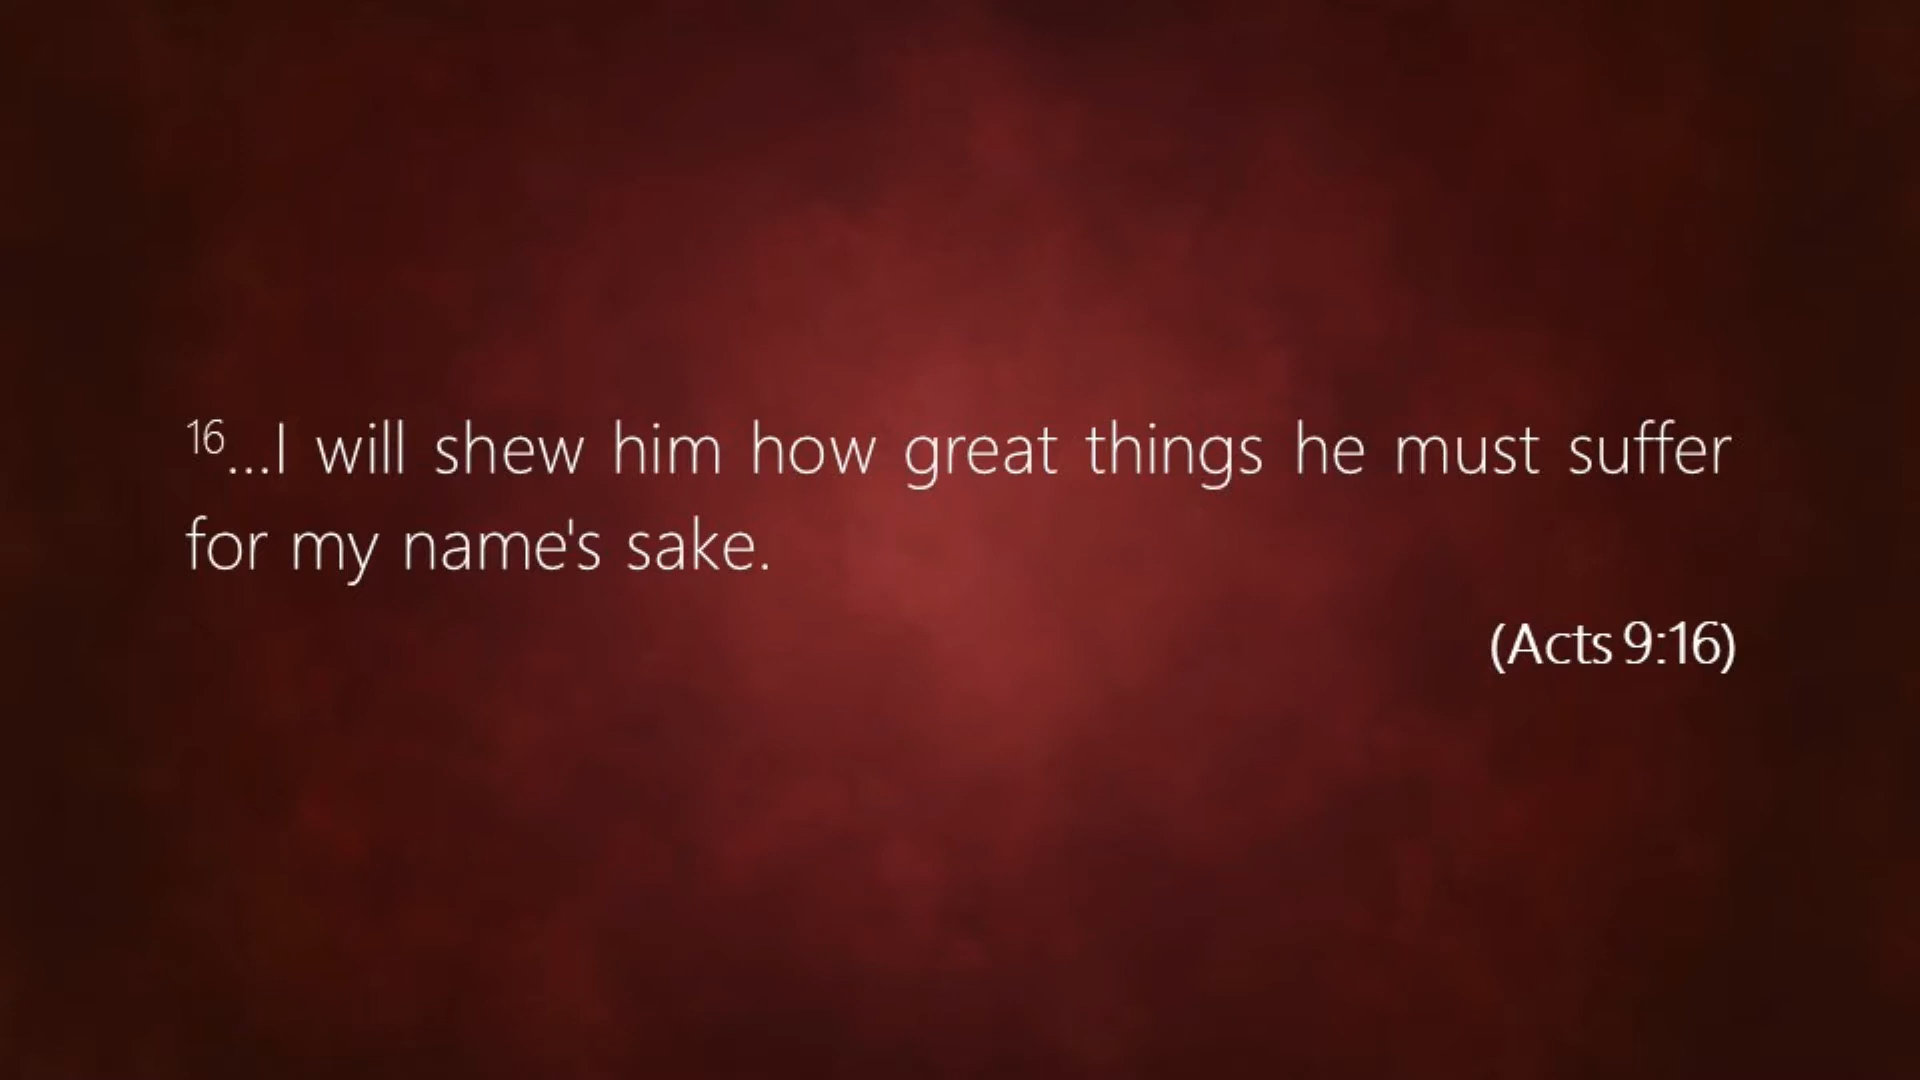 16...I will shew him how great things he must suffer
for my name's sake.
(Acts 9:16)